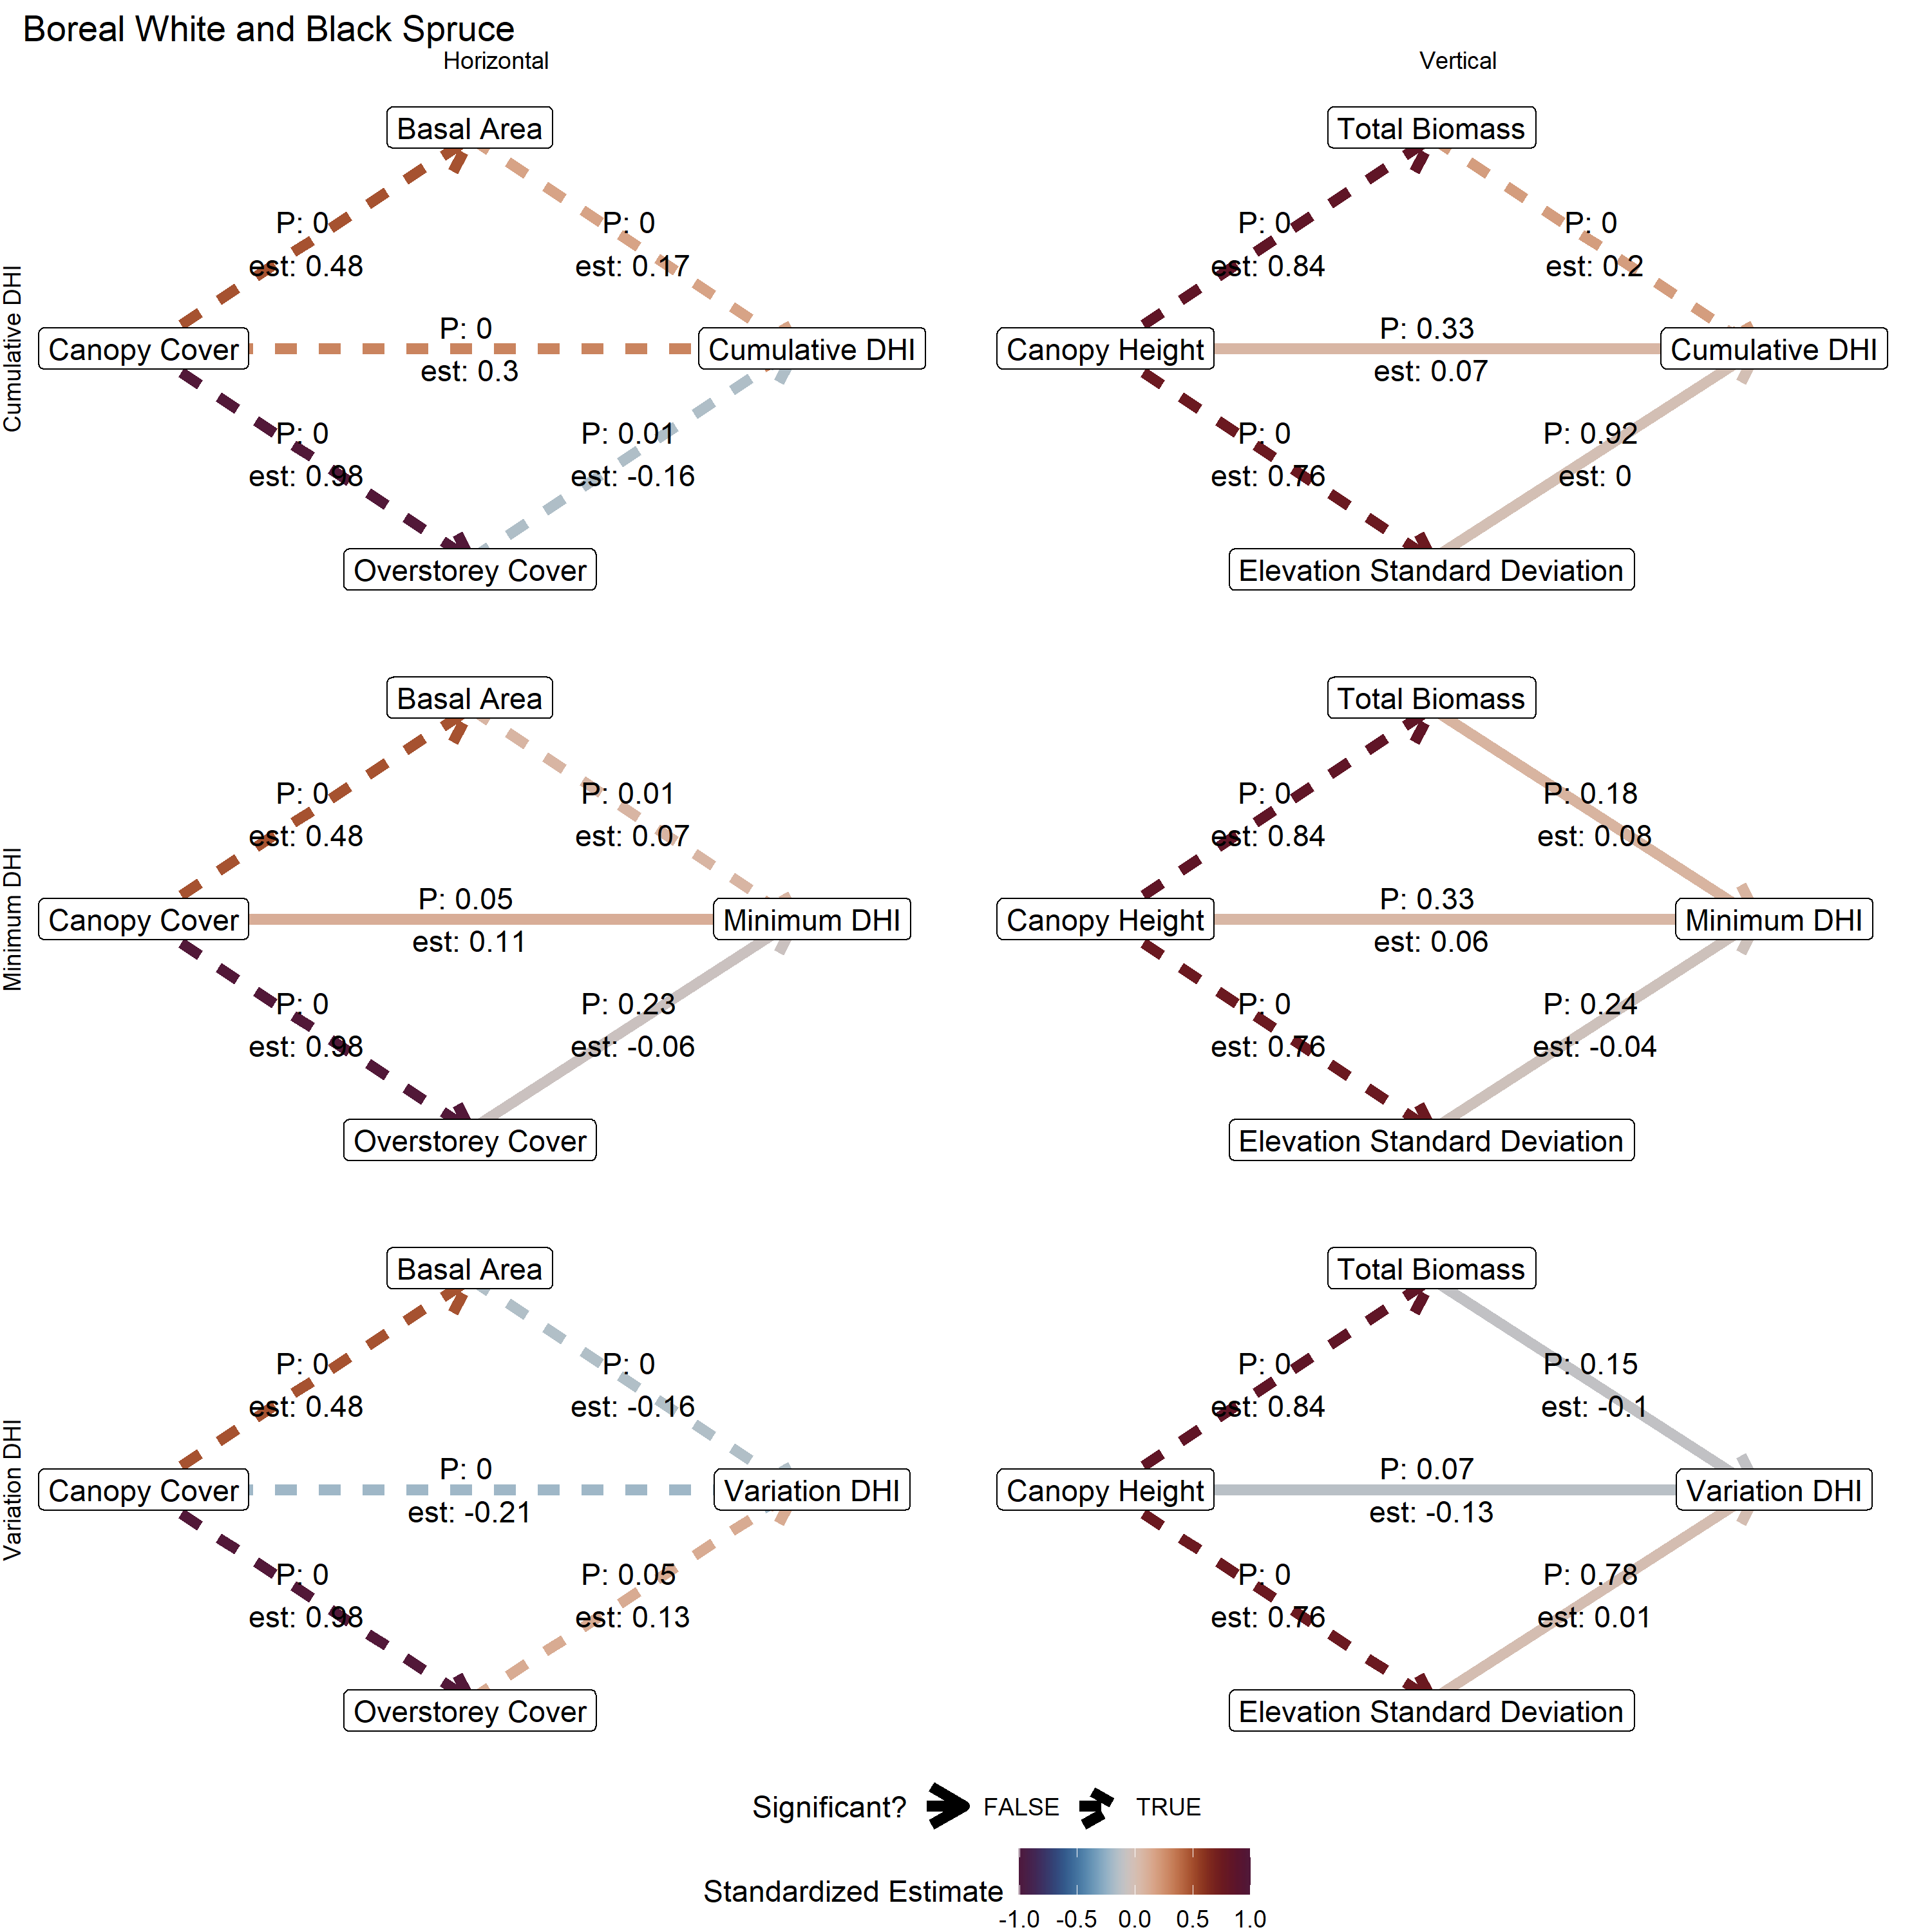 Boreal White and Black Spruce
Horizontal
Vertical
Cumulative DHI
Basal Area
P: 0
est: 0.48
P: 0
est: 0.17
Canopy Cover
P: 0
est: 0.3
Cumulative DHI
P: 0
est: 0.98
P: 0.01
est: -0.16
Overstorey Cover
Total Biomass
P: 0
est: 0.84
P: 0
est: 0.2
Canopy Height
P: 0.33
est: 0.07
Cumulative DHI
P: 0
est: 0.76
P: 0.92
est: 0
Elevation Standard Deviation
Minimum DHI
Basal Area
P: 0
est: 0.48
P: 0.01
est: 0.07
Canopy Cover
P: 0.05
est: 0.11
Minimum DHI
P: 0
est: 0.98
P: 0.23
est: -0.06
Overstorey Cover
Total Biomass
P: 0
est: 0.84
P: 0.18
est: 0.08
Canopy Height
P: 0.33
est: 0.06
Minimum DHI
P: 0
est: 0.76
P: 0.24
est: -0.04
Elevation Standard Deviation
Variation DHI
Basal Area
P: 0
est: 0.48
P: 0
est: -0.16
Canopy Cover
P: 0
est: -0.21
Variation DHI
P: 0
est: 0.98
P: 0.05
est: 0.13
Overstorey Cover
Total Biomass
P: 0
est: 0.84
P: 0.15
est: -0.1
Canopy Height
P: 0.07
est: -0.13
Variation DHI
P: 0
est: 0.76
P: 0.78
est: 0.01
Elevation Standard Deviation
Significant? FALSE TRUE
Standardized Estimate
-1.0 -0.5 0.0 0.5 1.0